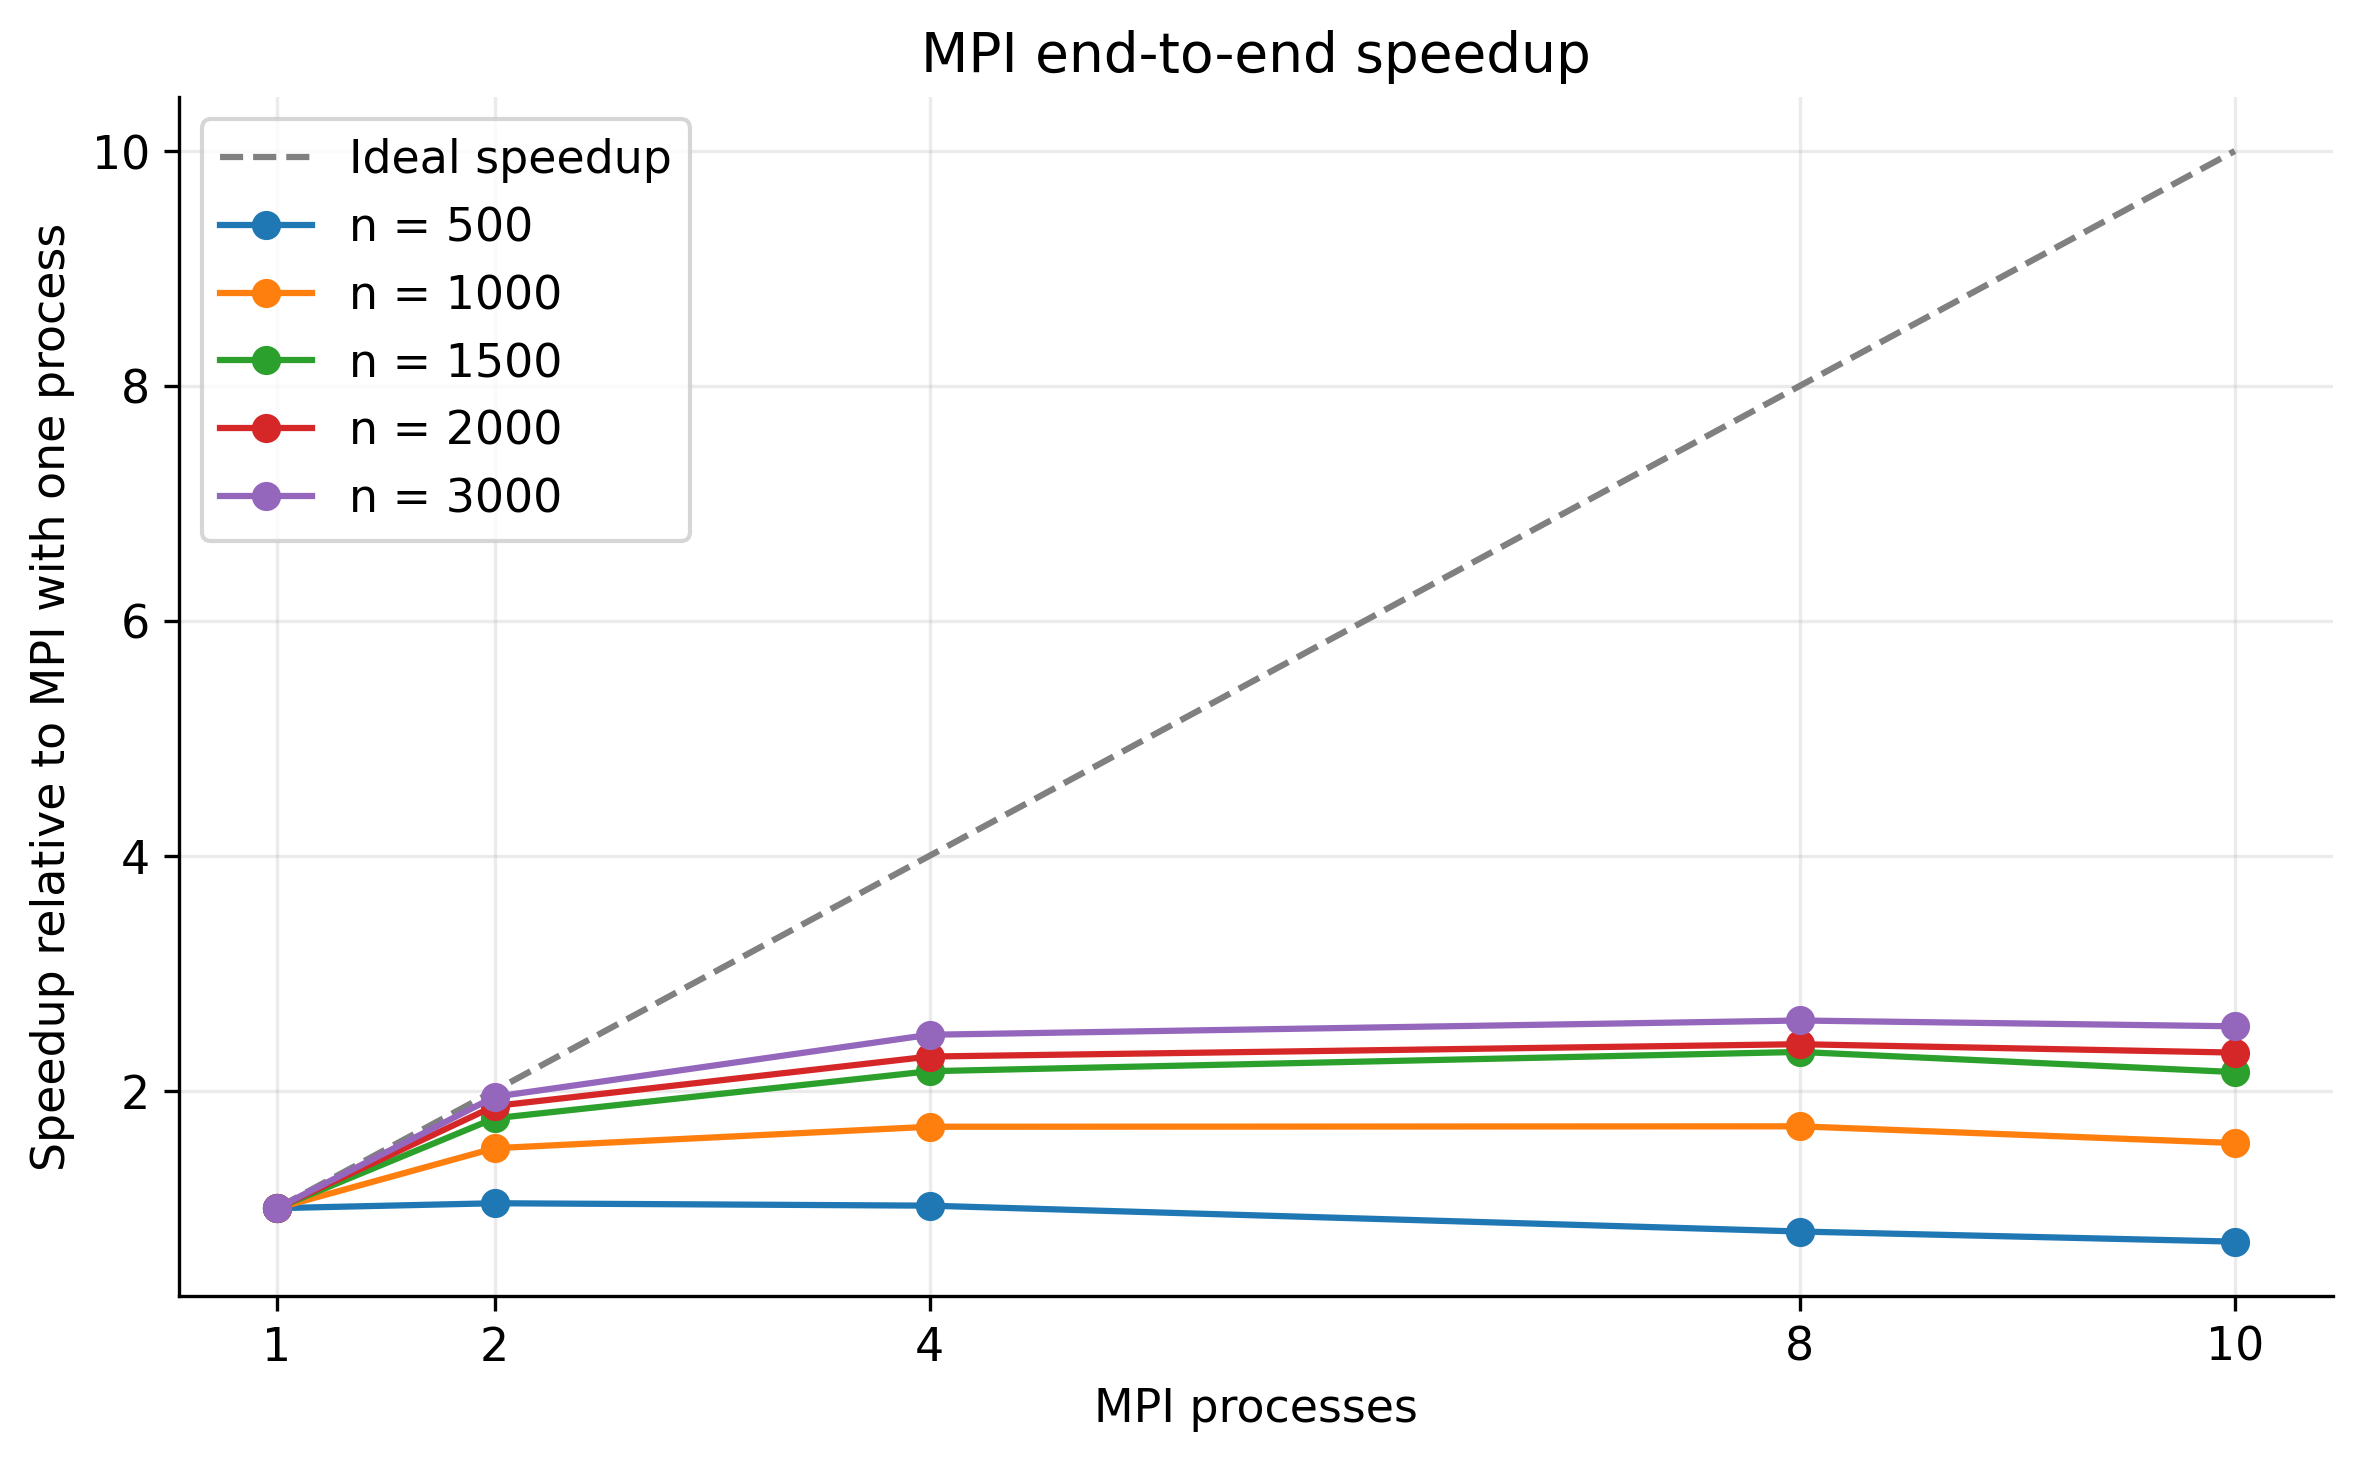 MPI end-to-end speedup
Speedup relative to MPI with one process
10
8
6
4
2
Ideal speedup
n = 500
n = 1000
n = 1500
n = 2000
n = 3000
1 2 4 8 10
MPI processes